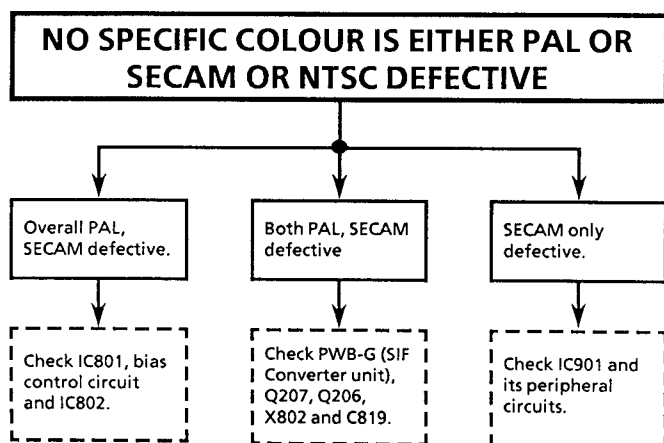 NO SPECIFIC COLOUR IS EITHER PAL OR
SECAM OR NTSC DEFECTIVE
Overall PAL,
SECAM defective.
Both PAL, SECAM
defective
SECAM only
defective.
Check IC801, bias
control circuit
and IC802.
Check PWB-G (SIF
Converter unit),
Q207, Q206,
X802 and C819.
Check IC901 and
its peripheral
circuits.